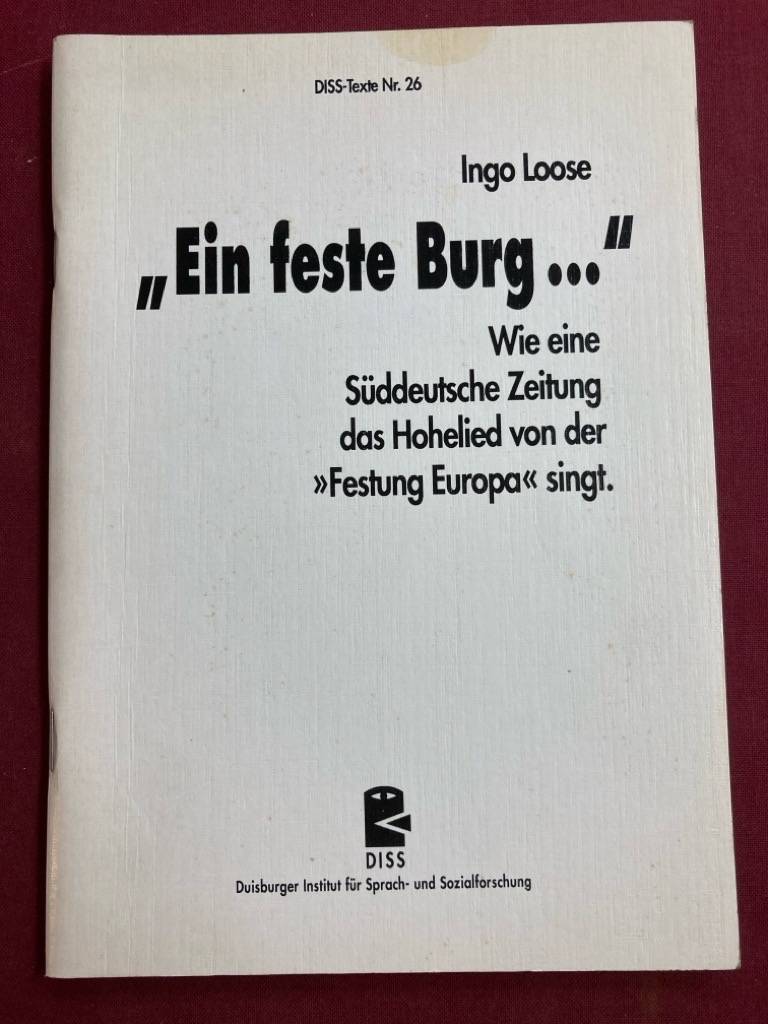 DISS-Texte Nr. 26
Ingo Loose
„Ein feste Burg ...“
Wie eine
Süddeutsche Zeitung
das Hohelied von der
»Festung Europa« singt.
DISS
Duisburger Institut für Sprach- und Sozialforschung